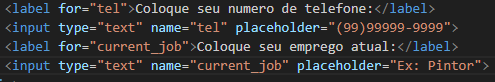 <label for="tel">Coloque seu numero de telefone:</label>
<input type="text" name="tel" placeholder="(99)99999-9999">
<label for="current_job">Coloque seu emprego atual:</label>
<input type="text" name="current_job" placeholder="Ex: Pintor">